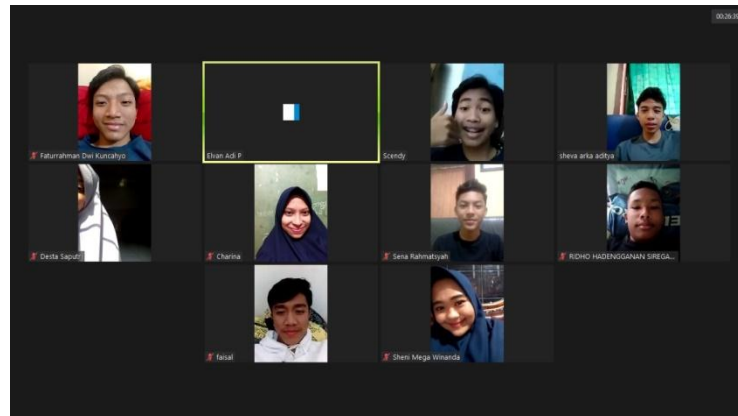 00:26:39
Faturrahman Dwi Kuncahyo
Elvan Adi P
Scendy
sheva arka aditya
Desta Saputr
Charina
Sena Rahmatsyah
RIDHO HADENGGANAN SIREGA...
faisal
Sheni Mega Winanda